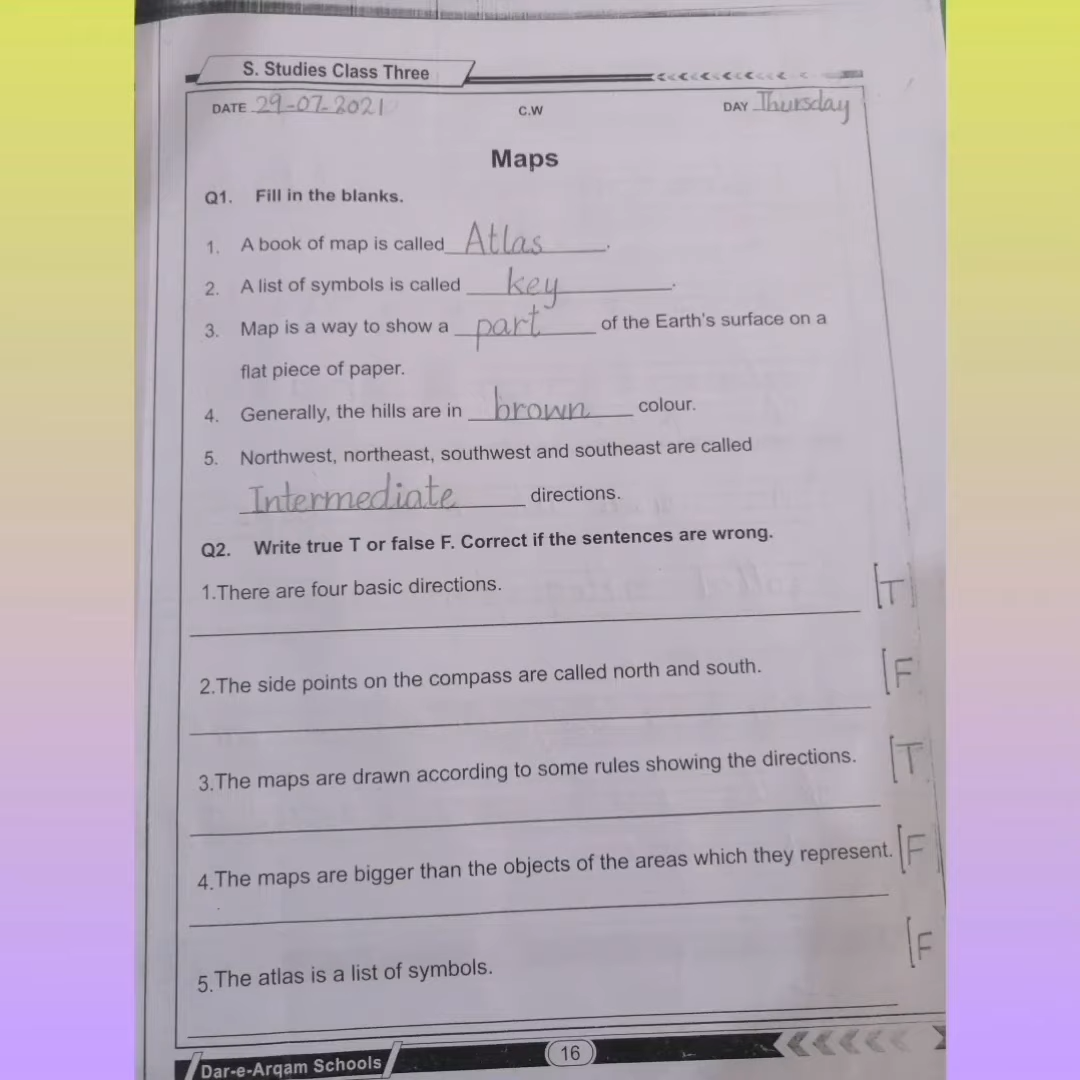 S. Studies Class Three
DATE 29-07-2021 C.W DAY Thursday
Maps
Q1. Fill in the blanks.
1. A book of map is called Atlas.
2. A list of symbols is called key.
3. Map is a way to show a part of the Earth's surface on a
flat piece of paper.
4. Generally, the hills are in brown colour.
5. Northwest, northeast, southwest and southeast are called
Intermediate directions.
Q2. Write true T or false F. Correct if the sentences are wrong.
1.There are four basic directions. [T]
2.The side points on the compass are called north and south. [F
3.The maps are drawn according to some rules showing the directions. [T
4.The maps are bigger than the objects of the areas which they represent. [F
5.The atlas is a list of symbols. [F
Dar-e-Arqam Schools 16